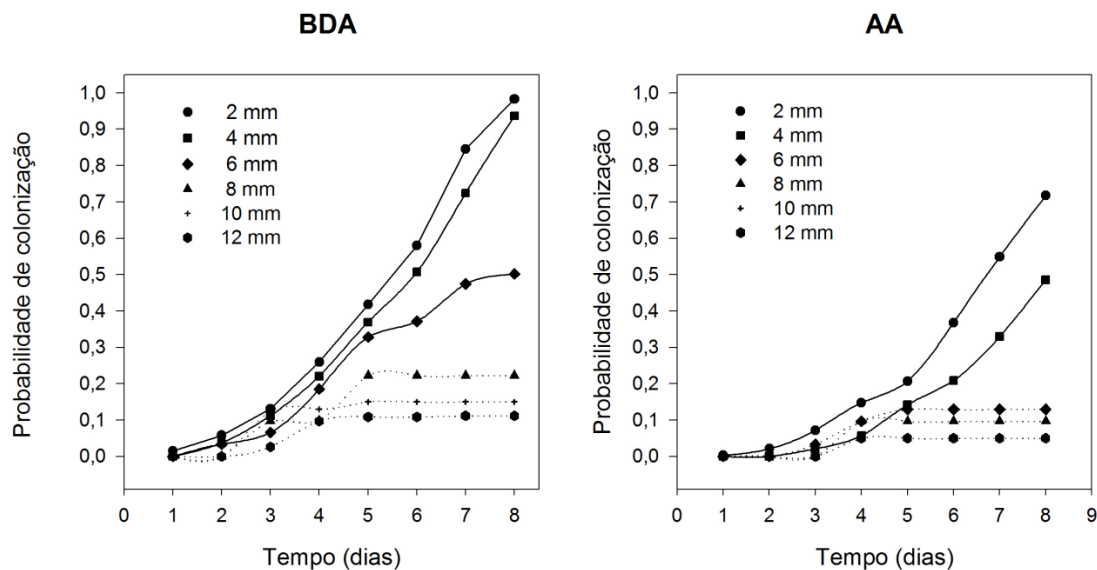 BDA
Probabilidade de colonização
1,0
0,9
0,8
0,7
0,6
0,5
0,4
0,3
0,2
0,1
0,0
2 mm
4 mm
6 mm
8 mm
10 mm
12 mm
0 1 2 3 4 5 6 7 8
Tempo (dias)
AA
Probabilidade de colonização
1,0
0,9
0,8
0,7
0,6
0,5
0,4
0,3
0,2
0,1
0,0
2 mm
4 mm
6 mm
8 mm
10 mm
12 mm
0 1 2 3 4 5 6 7 8 9
Tempo (dias)